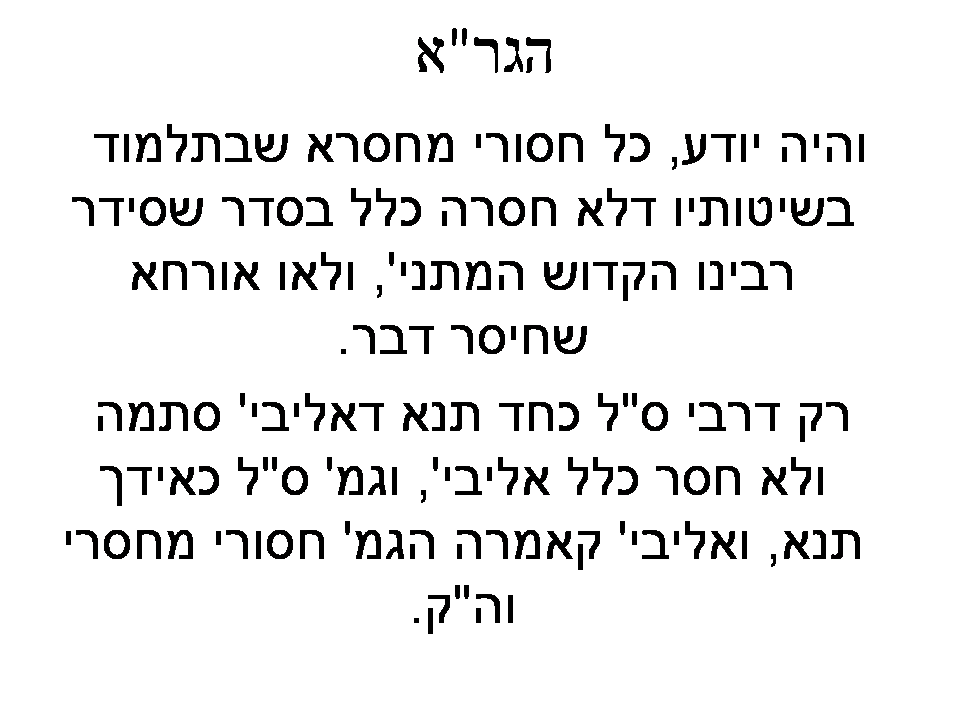 הגר"א
והיה יודע, כל חסורי מחסרא שבתלמוד
בשיטותיו דלא חסרה כלל בסדר שסידר
רבינו הקדוש המתני', ולאו אורחא
שחיסר דבר.
רק דרבי ס"ל כחד תנא דאליבי' סתמה
ולא חסר כלל אליבי', וגמ' ס"ל כאידך
תנא, ואליבי' קאמרה הגמ' חסורי מחסרי
וה"ק.